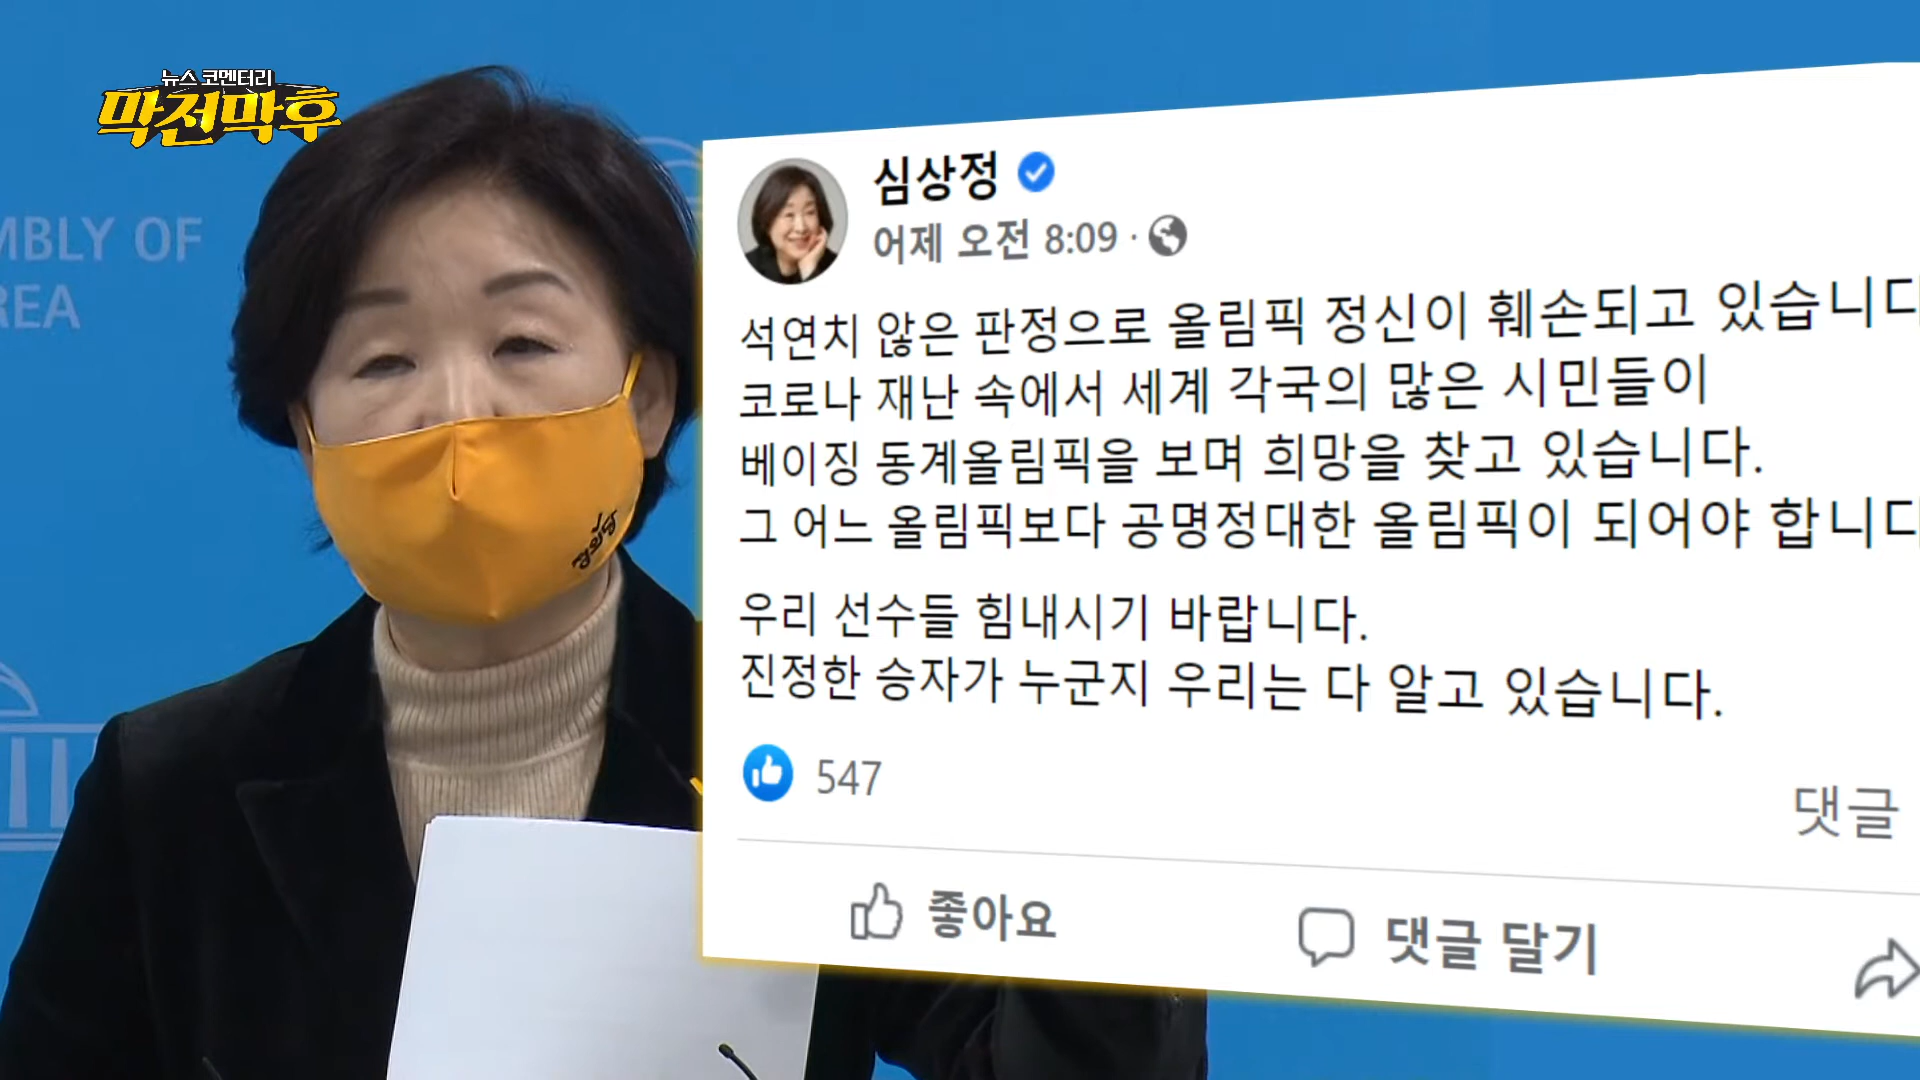 뉴스 코멘터리
막전막후
MBLY OF
REA
정의당
심상정
어제 오전 8:09 ·
석연치 않은 판정으로 올림픽 정신이 훼손되고 있습니다
코로나 재난 속에서 세계 각국의 많은 시민들이
베이징 동계올림픽을 보며 희망을 찾고 있습니다.
그 어느 올림픽보다 공명정대한 올림픽이 되어야 합니다
우리 선수들 힘내시기 바랍니다.
진정한 승자가 누군지 우리는 다 알고 있습니다.
547
댓글
좋아요
댓글 달기